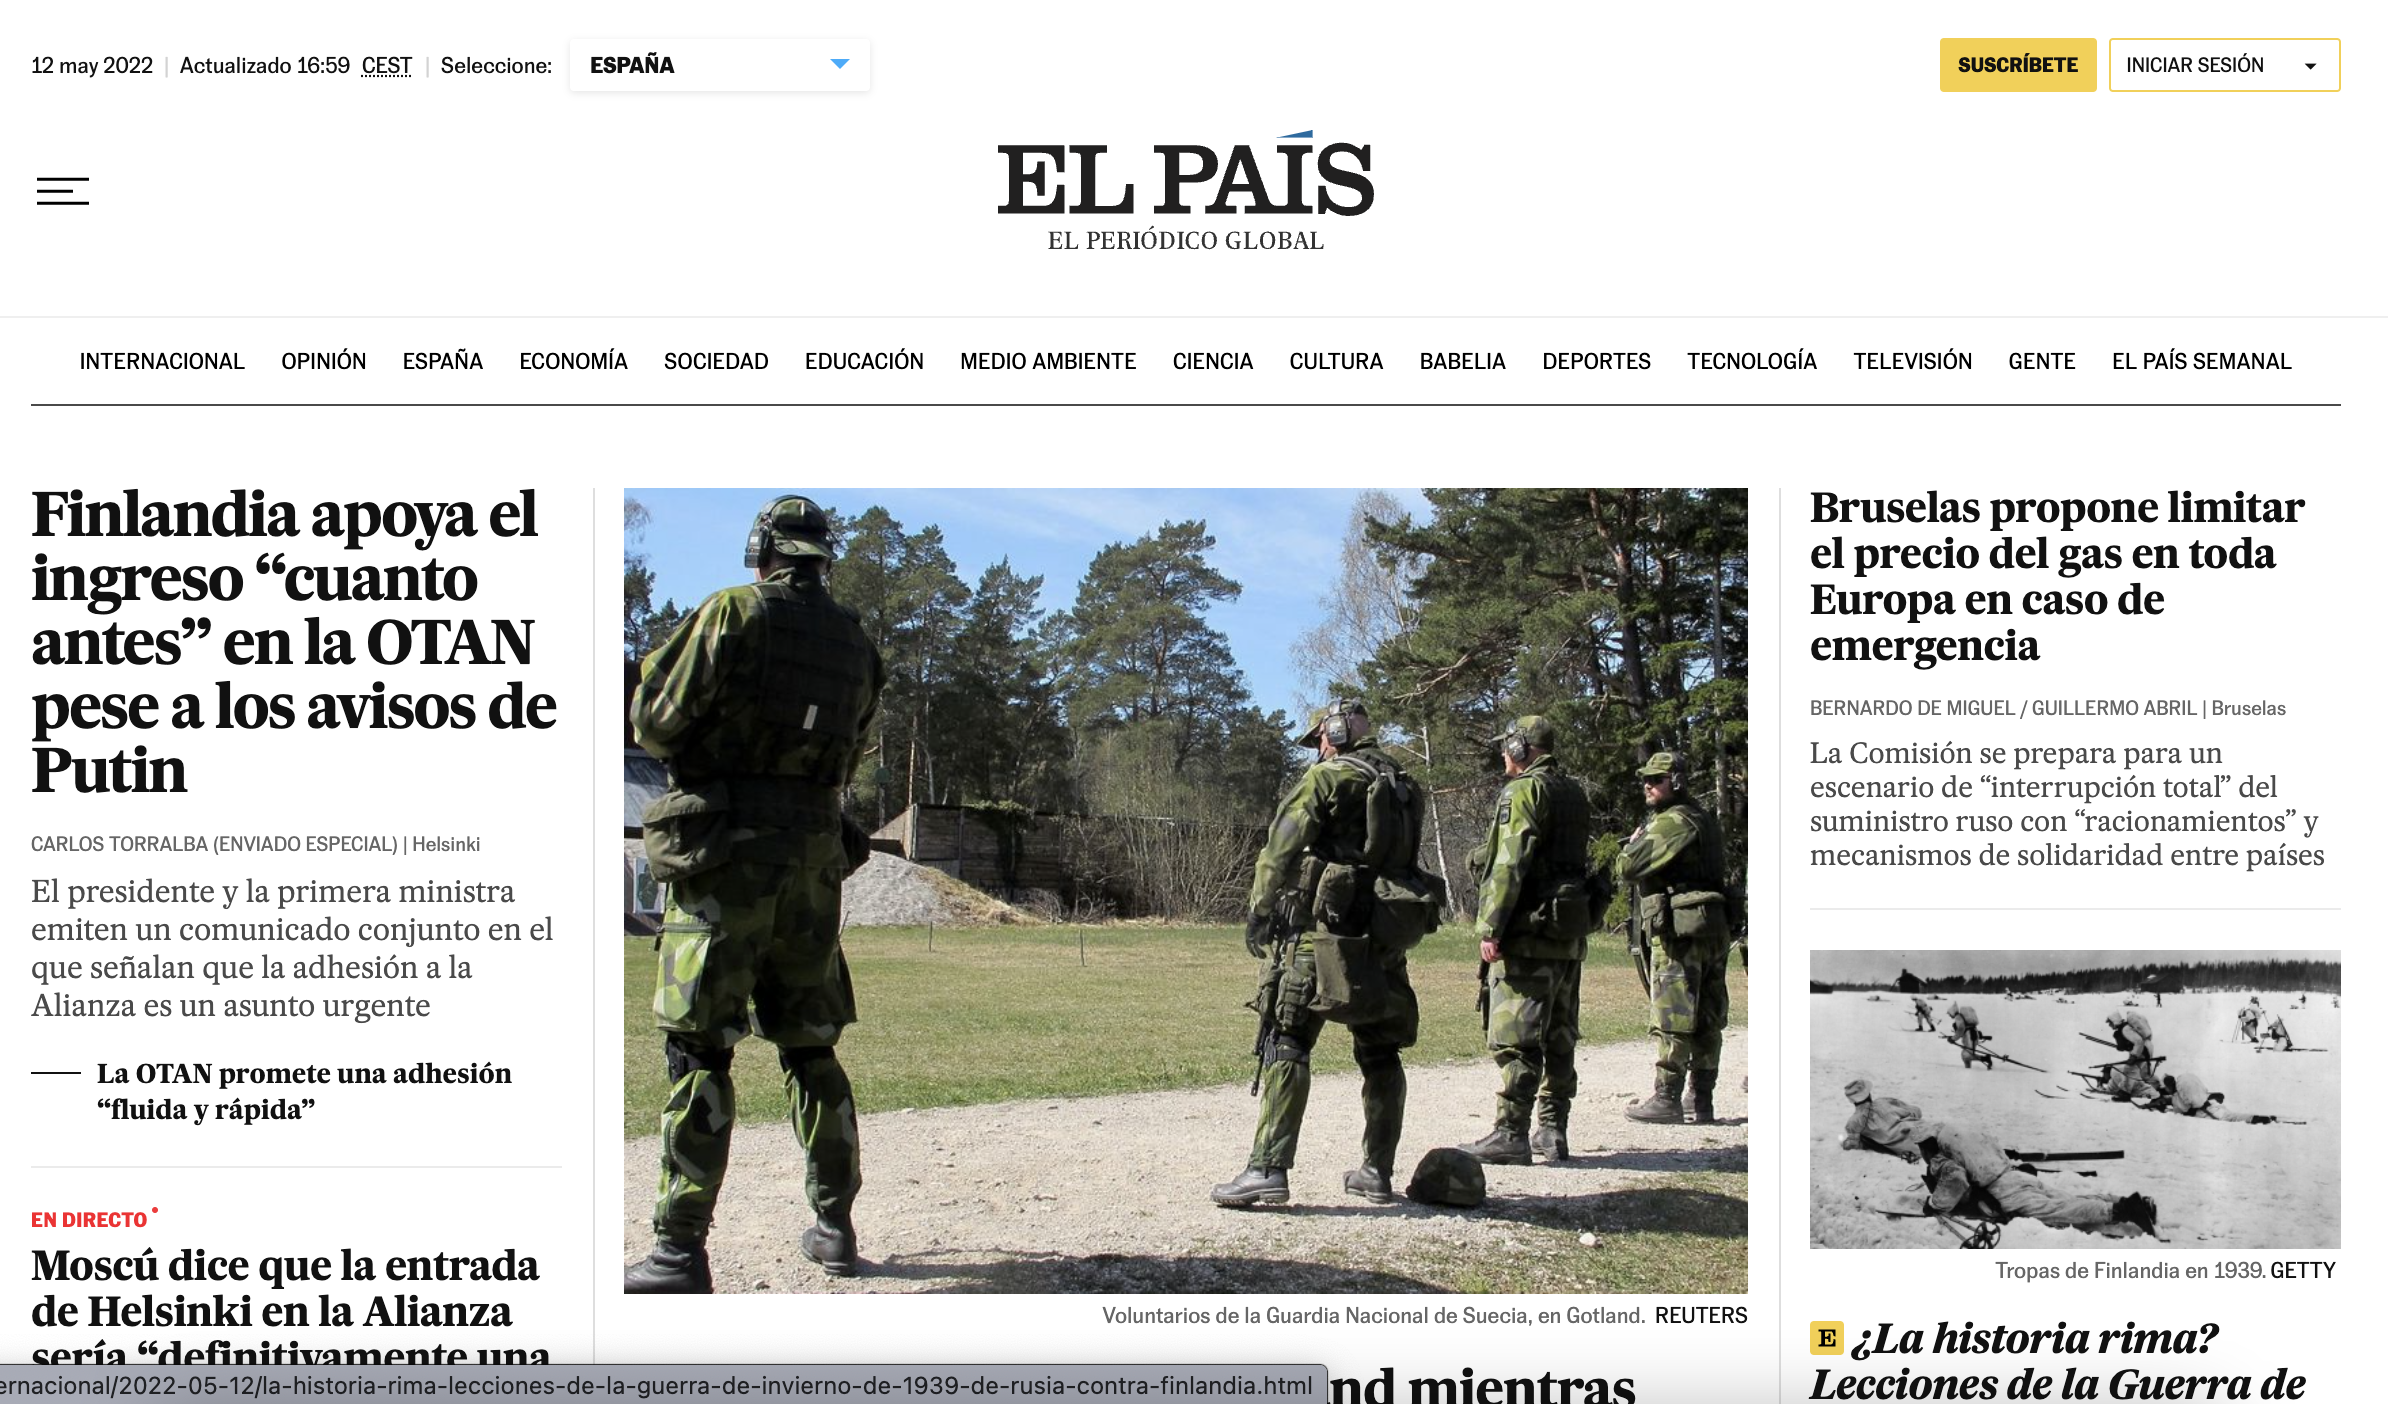 12 may 2022 | Actualizado 16:59 CEST | Seleccione: ESPAÑA
SUSCRÍBETE
INICIAR SESIÓN
EL PAÍS
EL PERIÓDICO GLOBAL
INTERNACIONAL OPINIÓN ESPAÑA ECONOMÍA SOCIEDAD EDUCACIÓN MEDIO AMBIENTE CIENCIA CULTURA BABELIA DEPORTES TECNOLOGÍA TELEVISIÓN GENTE EL PAÍS SEMANAL
Finlandia apoya el
ingreso “cuanto
antes” en la OTAN
pese a los avisos de
Putin
CARLOS TORRALBA (ENVIADO ESPECIAL) | Helsinki
El presidente y la primera ministra
emiten un comunicado conjunto en el
que señalan que la adhesión a la
Alianza es un asunto urgente
La OTAN promete una adhesión
“fluida y rápida”
EN DIRECTO
Moscú dice que la entrada
de Helsinki en la Alianza
sería “definitivamente una
Voluntarios de la Guardia Nacional de Suecia, en Gotland. REUTERS
nd mientras
Bruselas propone limitar
el precio del gas en toda
Europa en caso de
emergencia
BERNARDO DE MIGUEL / GUILLERMO ABRIL | Bruselas
La Comisión se prepara para un
escenario de “interrupción total” del
suministro ruso con “racionamientos” y
mecanismos de solidaridad entre países
Tropas de Finlandia en 1939. GETTY
E ¿La historia rima?
Lecciones de la Guerra de
ernacional/2022-05-12/la-historia-rima-lecciones-de-la-guerra-de-invierno-de-1939-de-rusia-contra-finlandia.html